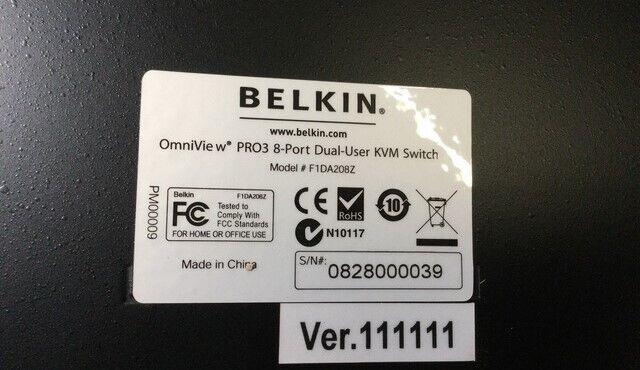 BELKIN®
www.belkin.com
OmniView® PRO3 8-Port Dual-User KVM Switch
Model # F1DA208Z
PM00009
Belkin F1DA208Z
FC Tested to
Comply With
FCC Standards
FOR HOME OR OFFICE USE
CE RoHS 10
N10117
Made in China
S/N#: 0828000039
Ver.111111